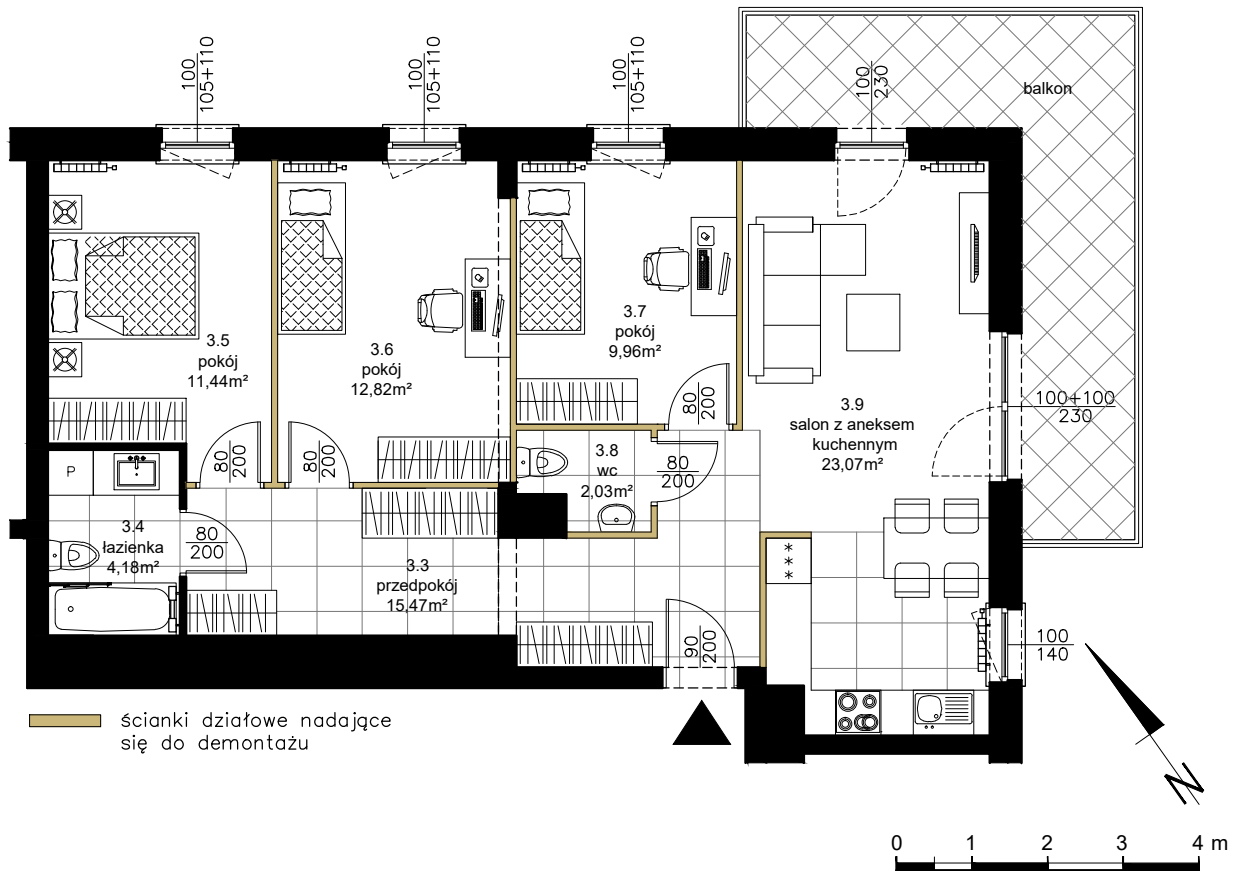 100
105+110
100
105+110
100
105+110
100
230
balkon
3.5
pokój
11,44m²
3.6
pokój
12,82m²
3.7
pokój
9,96m²
3.9
salon z aneksem
kuchennym
23,07m²
100+100
230
80
200
80
200
80
200
3.8
wc
2,03m²
80
200
P
3.4
łazienka
4,18m²
80
200
3.3
przedpokój
15,47m²
***
90
200
100
140
ścianki działowe nadające
się do demontażu
N
0 1 2 3 4 m